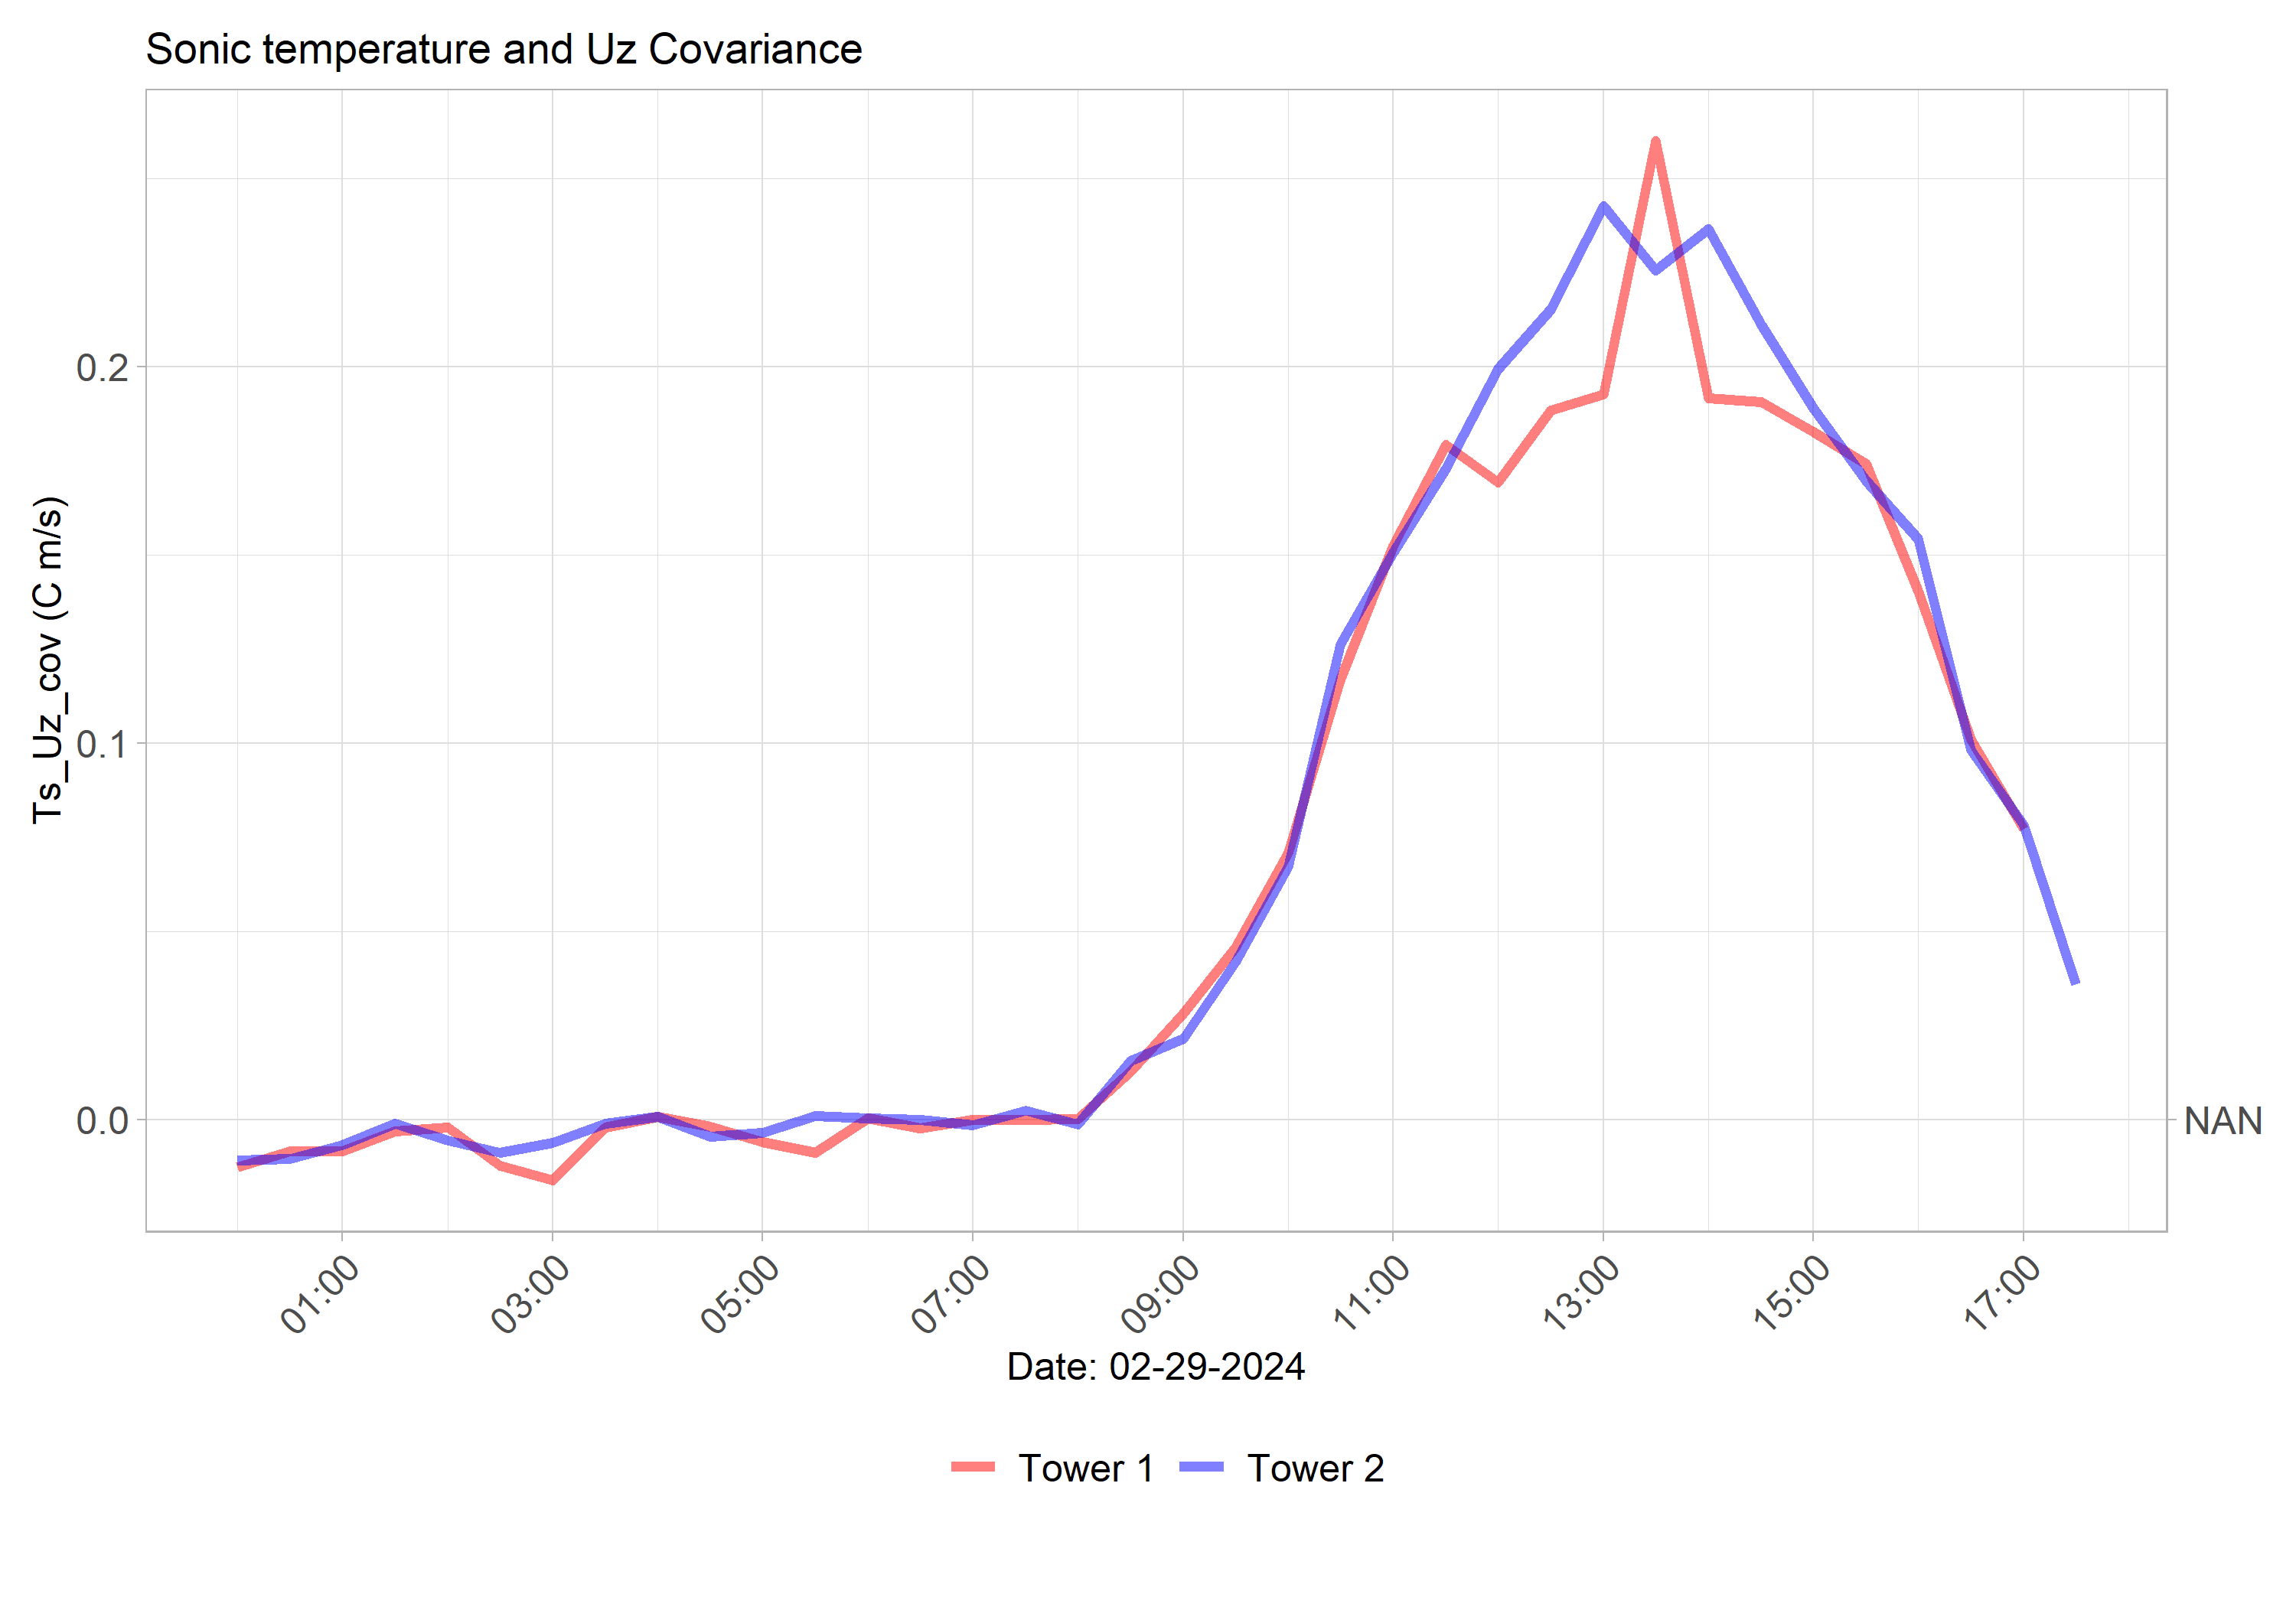 Sonic temperature and Uz Covariance
Ts_Uz_cov (C m/s)
0.2
0.1
0.0
NAN
01:00
03:00
05:00
07:00
09:00
11:00
13:00
15:00
17:00
Date: 02-29-2024
Tower 1
Tower 2